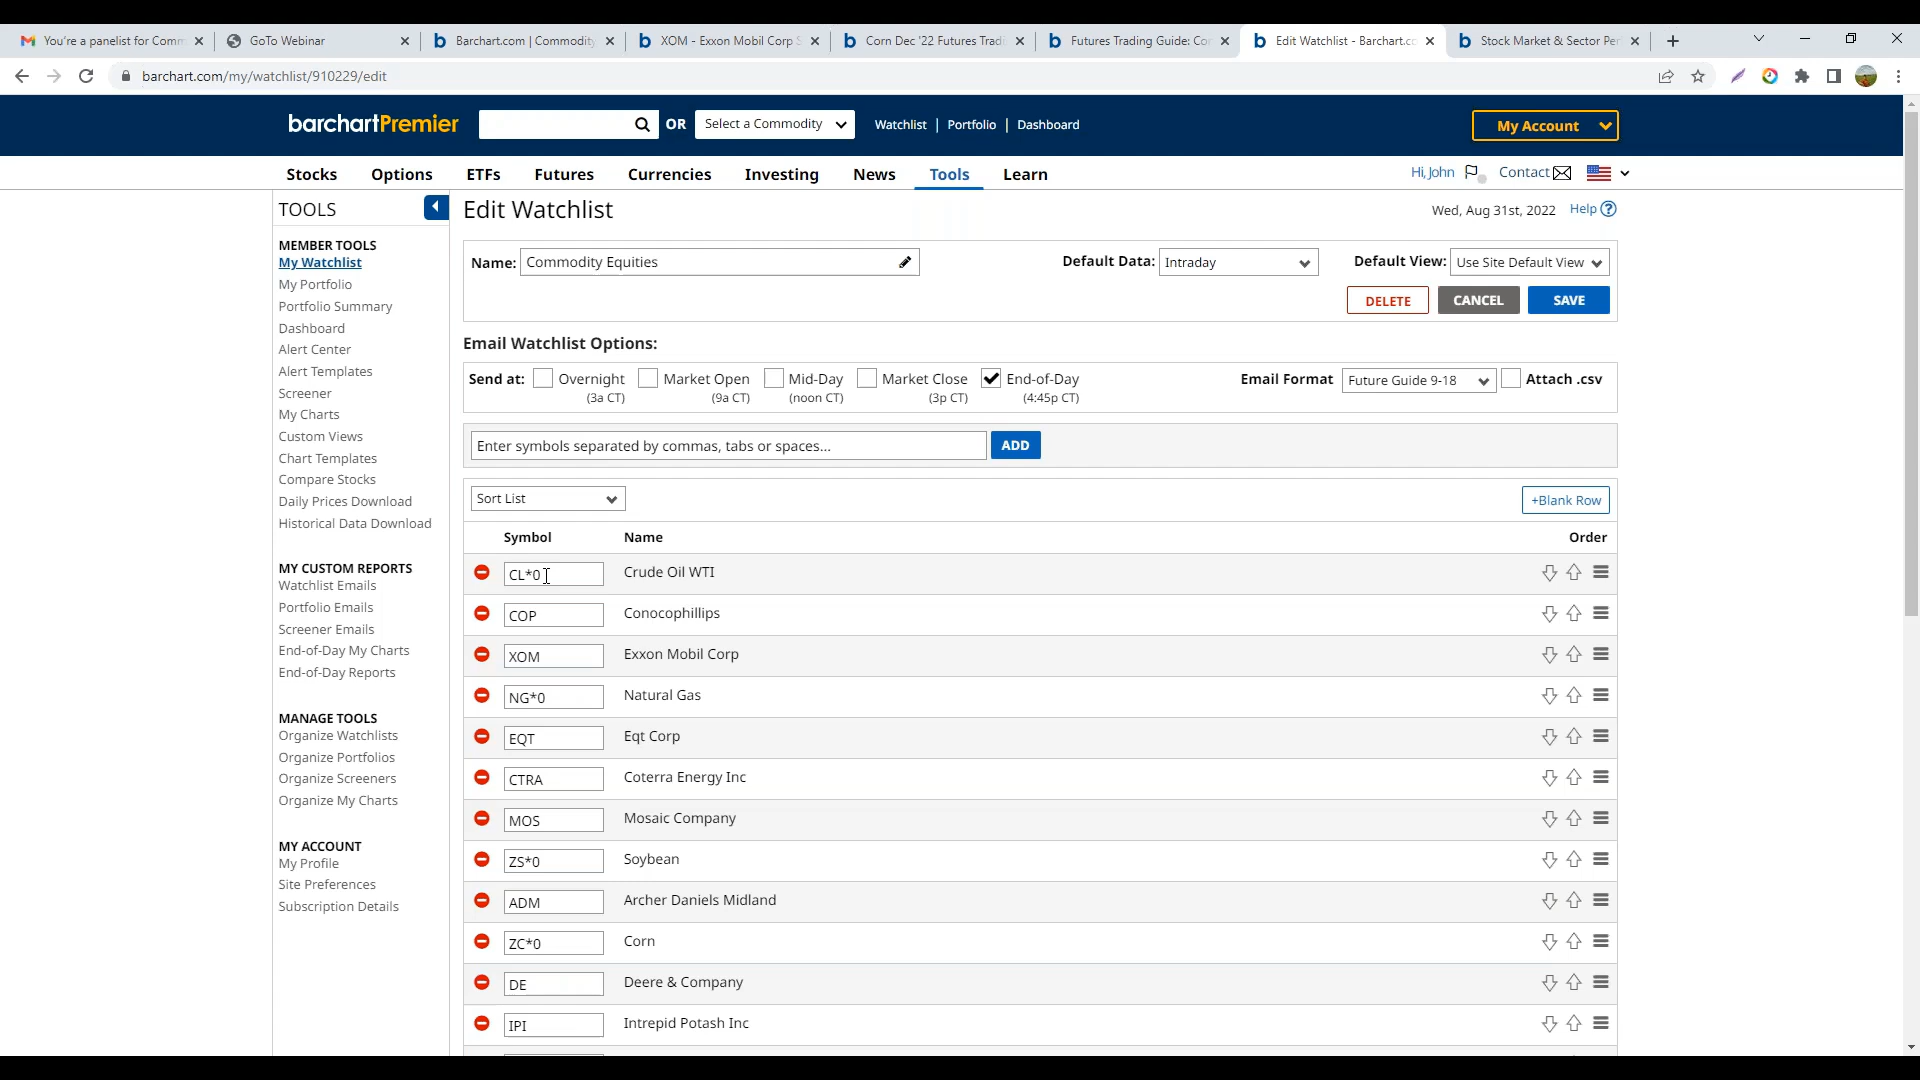 You're a panelist for Comm
GoTo Webinar
Barchart.com | Commodity
XOM - Exxon Mobil Corp S
Corn Dec '22 Futures Tradi
Futures Trading Guide: Co
Edit Watchlist - Barchart.co
Stock Market & Sector Per
barchart.com/my/watchlist/910229/edit
barchartPremier
OR
Select a Commodity
Watchlist | Portfolio | Dashboard
My Account
Stocks Options ETFs Futures Currencies Investing News Tools Learn
Hi, John
Contact
TOOLS
MEMBER TOOLS
My Watchlist
My Portfolio
Portfolio Summary
Dashboard
Alert Center
Alert Templates
Screener
My Charts
Custom Views
Chart Templates
Compare Stocks
Daily Prices Download
Historical Data Download
MY CUSTOM REPORTS
Watchlist Emails
Portfolio Emails
Screener Emails
End-of-Day My Charts
End-of-Day Reports
MANAGE TOOLS
Organize Watchlists
Organize Portfolios
Organize Screeners
Organize My Charts
MY ACCOUNT
My Profile
Site Preferences
Subscription Details
Edit Watchlist
Wed, Aug 31st, 2022 Help ?
Name: Commodity Equities
Default Data: Intraday
Default View: Use Site Default View
DELETE CANCEL SAVE
Email Watchlist Options:
Send at: Overnight Market Open Mid-Day Market Close End-of-Day
(3a CT) (9a CT) (noon CT) (3p CT) (4:45p CT)
Email Format Future Guide 9-18 Attach .csv
Enter symbols separated by commas, tabs or spaces... ADD
Sort List
+Blank Row
Symbol Name Order
CL*0 Crude Oil WTI
COP Conocophillips
XOM Exxon Mobil Corp
NG*0 Natural Gas
EQT Eqt Corp
CTRA Coterra Energy Inc
MOS Mosaic Company
ZS*0 Soybean
ADM Archer Daniels Midland
ZC*0 Corn
DE Deere & Company
IPI Intrepid Potash Inc